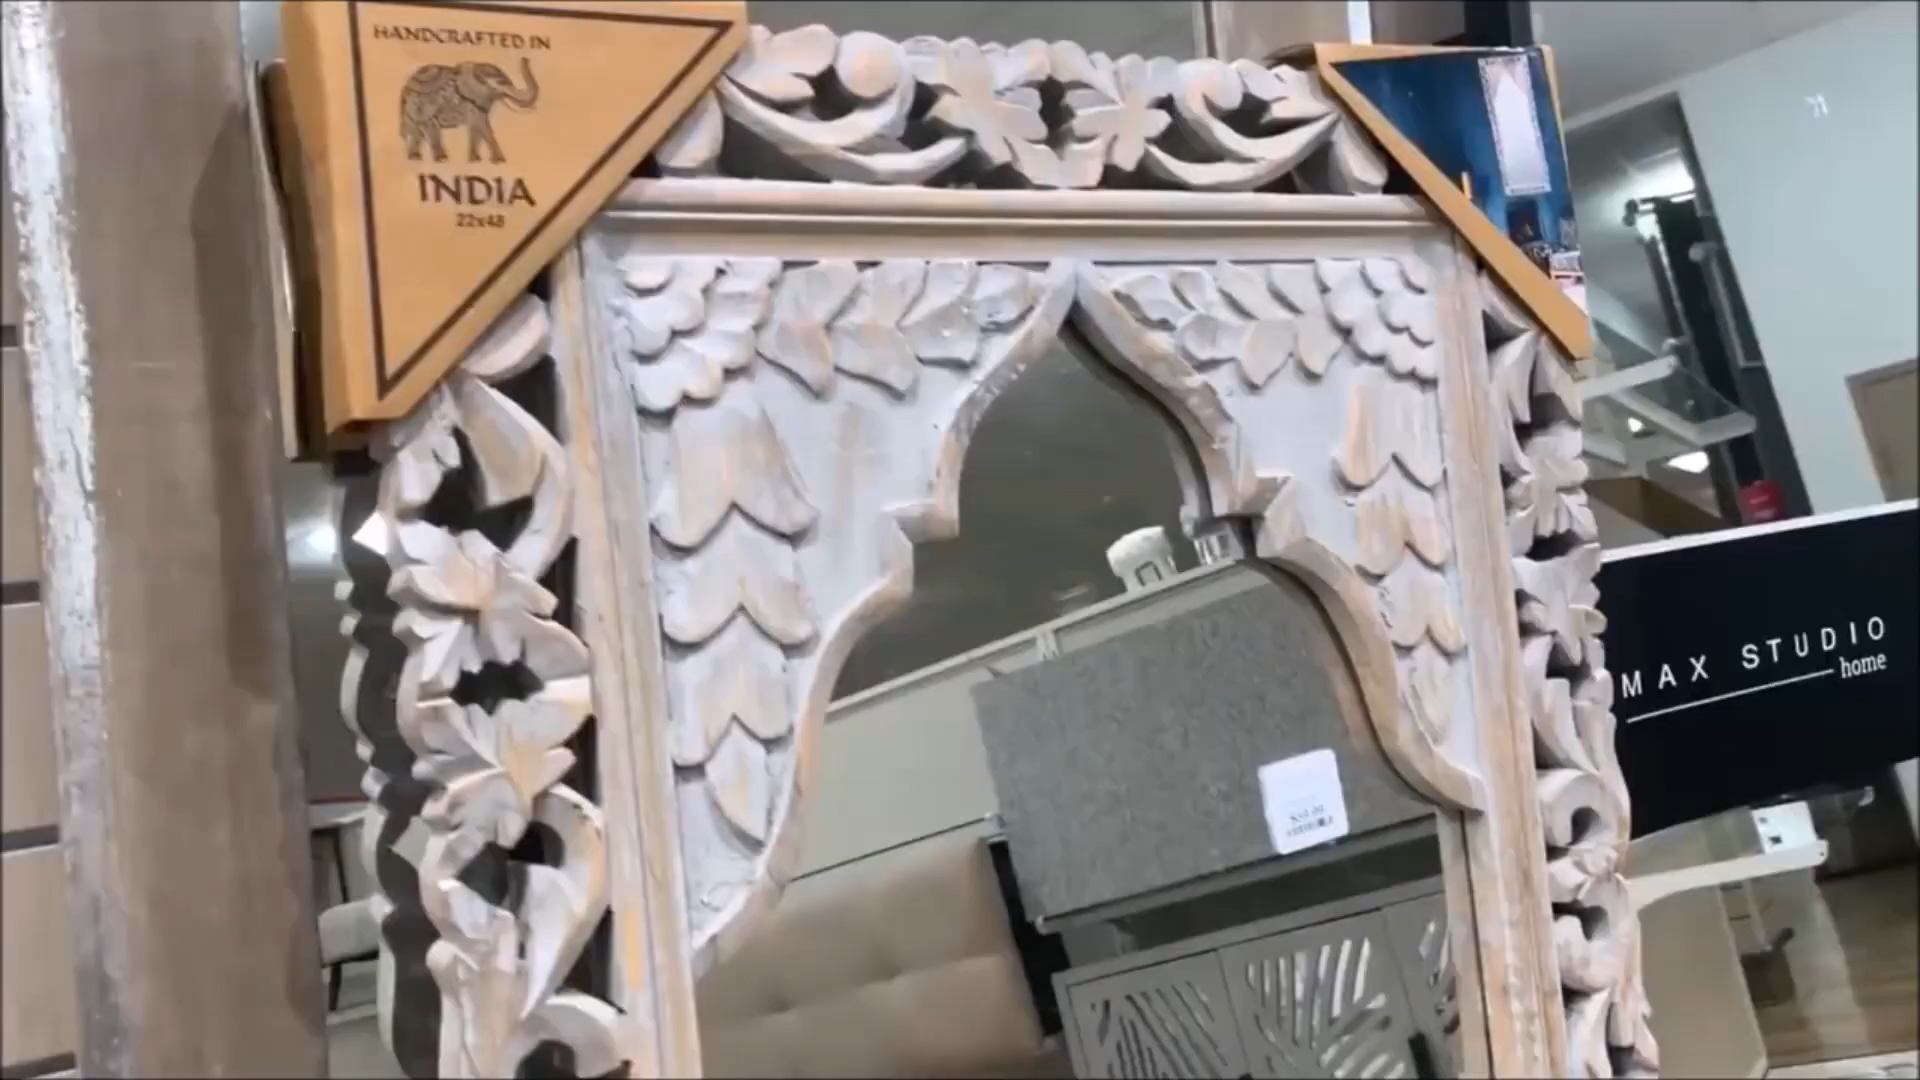 HANDCRAFTED IN
INDIA
22x48
MAX STUDIO
home